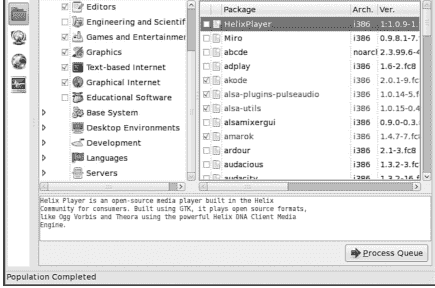 Editors
Engineering and Scientif
Games and Entertainmer
Graphics
Text-based Internet
Graphical Internet
Educational Software
Base System
Desktop Environments
Development
Languages
Servers
Package Arch. Ver.
HelixPlayer i386 1:1.0.9-1.
Miro i386 0.9.8.1-7.
abcde noarcl 2.3.99.6-4
adplay i386 1.6-2.fc8
akode i386 2.0.1-9.fc
alsa-plugins-pulseaudio i386 1.0.14-5.f
alsa-utils i386 1.0.15-0.4
alsamixergui i386 0.9.0-0.3.
amarok i386 1.4.7-7.fc
ardour i386 2.1-3.fc8
audacious i386 1.3.2-3.fc
audacity i386 1.3.2-16.f
Helix Player is an open-source media player built in the Helix
Community for consumers. Built using GTK, it plays open source formats,
like Ogg Vorbis and Theora using the powerful Helix DNA Client Media
Engine.
Process Queue
Population Completed